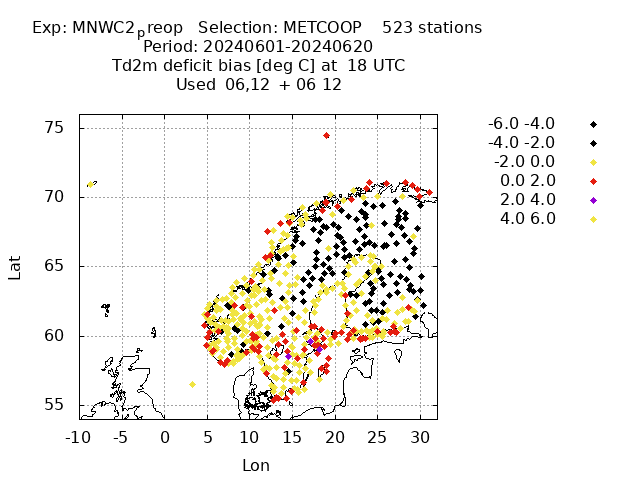 Exp: MNWC2preop Selection: METCOOP 523 stations
Period: 20240601-20240620
Td2m deficit bias [deg C] at 18 UTC
Used 06,12 + 06 12
-6.0 -4.0
-4.0 -2.0
-2.0 0.0
0.0 2.0
2.0 4.0
4.0 6.0
75
70
65
60
55
Lat
-10 -5 0 5 10 15 20 25 30
Lon